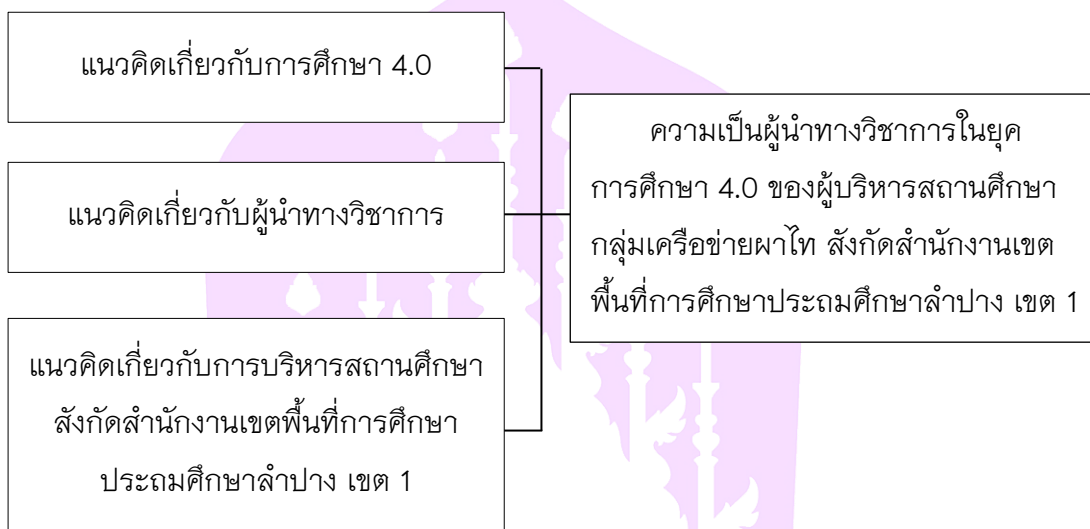 แนวคิดเกี่ยวกับการศึกษา 4.0
แนวคิดเกี่ยวกับผู้นำทางวิชาการ
แนวคิดเกี่ยวกับการบริหารสถานศึกษา
สังกัดสำนักงานเขตพื้นที่การศึกษา
ประถมศึกษาลำปาง เขต 1
ความเป็นผู้นำทางวิชาการในยุค
การศึกษา 4.0 ของผู้บริหารสถานศึกษา
กลุ่มเครือข่ายผาไท สังกัดสำนักงานเขต
พื้นที่การศึกษาประถมศึกษาลำปาง เขต 1